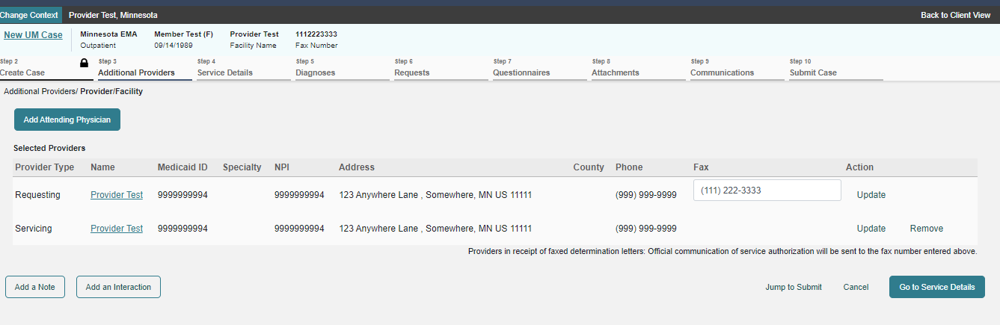 Change Context Provider Test, Minnesota Back to Client View
New UM Case Minnesota EMA Member Test (F) Provider Test 1112223333
Outpatient 09/14/1989 Facility Name Fax Number
Step 2 Step 3 Step 4 Step 5 Step 6 Step 7 Step 8 Step 9 Step 10
Create Case Additional Providers Service Details Diagnoses Requests Questionnaires Attachments Communications Submit Case
Additional Providers/ Provider/Facility
Add Attending Physician
Selected Providers
Provider Type Name Medicaid ID Specialty NPI Address County Phone Fax Action
Requesting Provider Test 9999999994 9999999994 123 Anywhere Lane , Somewhere, MN US 11111 (999) 999-9999 (111) 222-3333 Update
Servicing Provider Test 9999999994 9999999994 123 Anywhere Lane , Somewhere, MN US 11111 (999) 999-9999 Update Remove
Providers in receipt of faxed determination letters: Official communication of service authorization will be sent to the fax number entered above.
Add a Note Add an Interaction Jump to Submit Cancel Go to Service Details